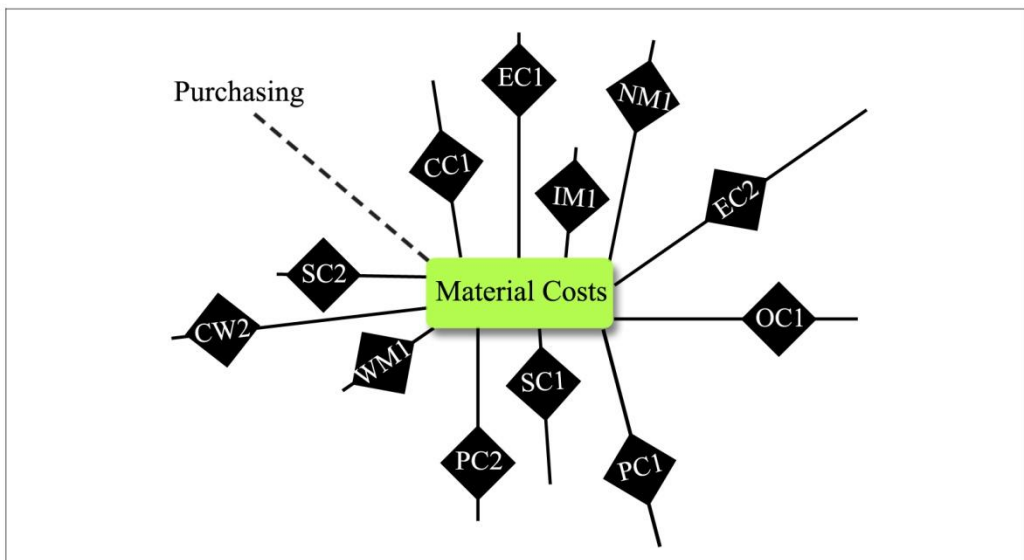 EC1
NM1
Purchasing
CC1
IM1
EC2
SC2
Material Costs
OC1
CW2
WM1
SC1
PC2
PC1